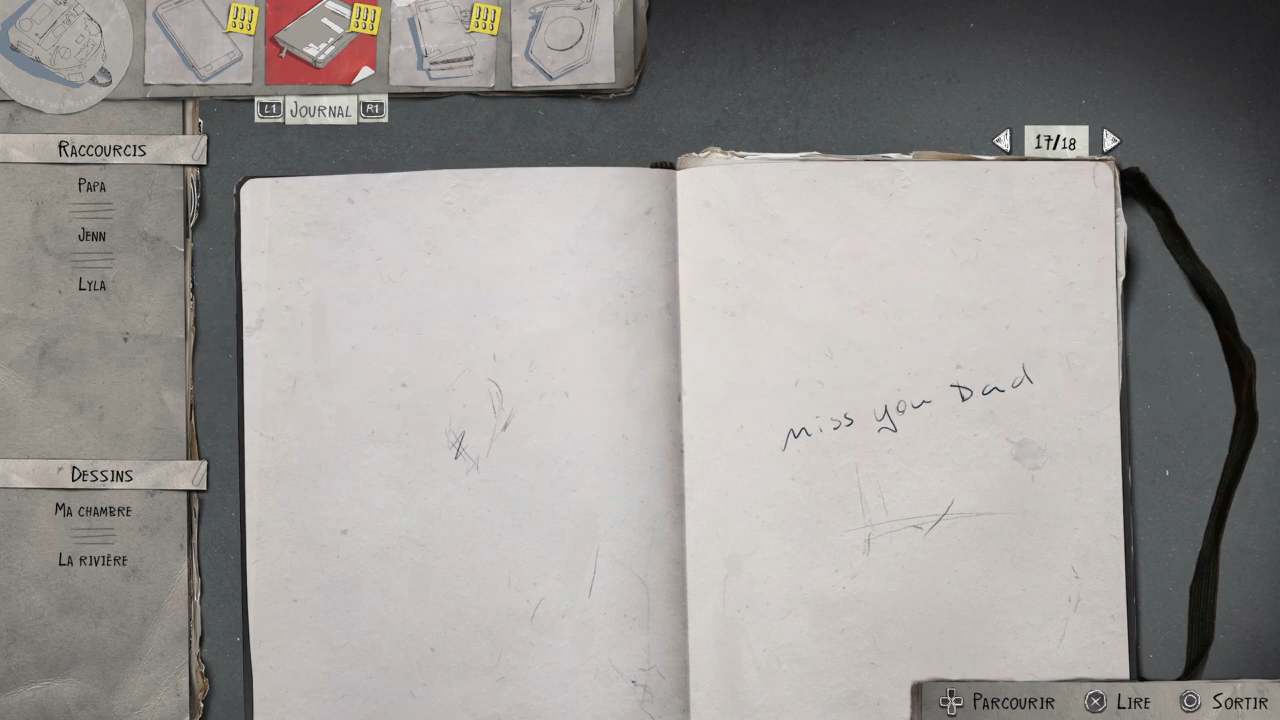 L1 JOURNAL R1
RACCOURCIS
PAPA
JENN
LYLA
DESSINS
MA CHAMBRE
LA RIVIÈRE
17/18
Miss you Dad
PARCOURIR LIRE SORTIR